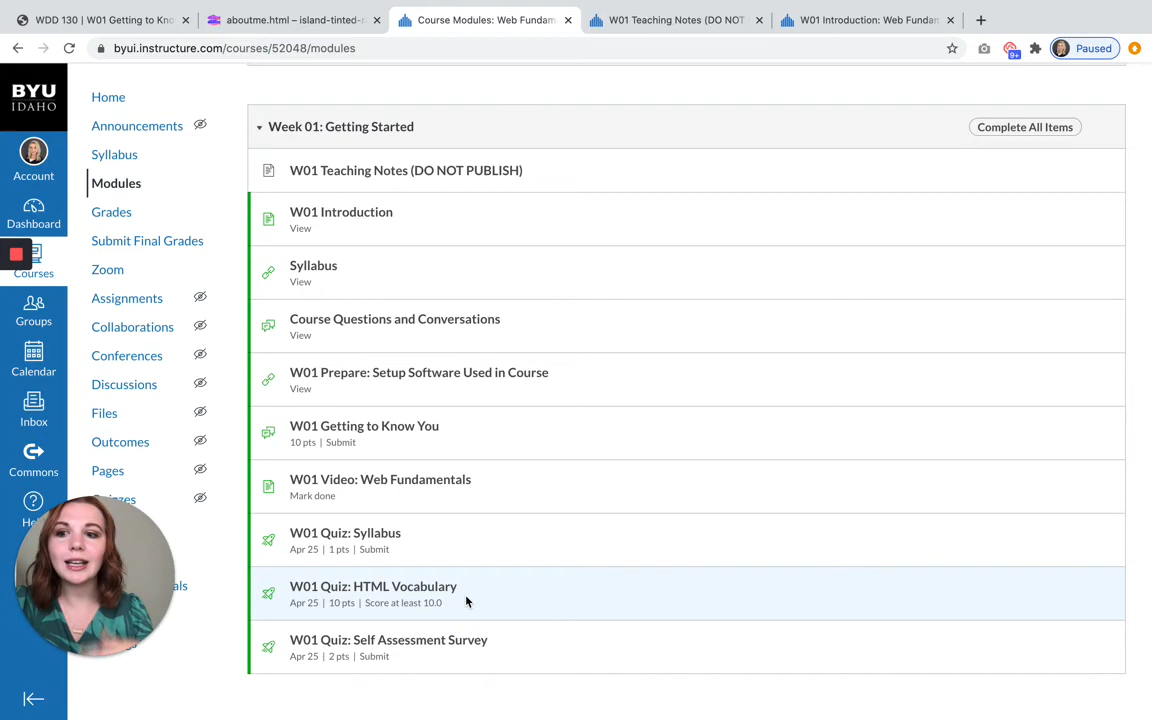 WDD 130 | W01 Getting to Kno
aboutme.html – island-tinted-r
Course Modules: Web Fundam
W01 Teaching Notes (DO NOT
W01 Introduction: Web Fundam
byui.instructure.com/courses/52048/modules
9+
Paused
BYU
IDAHO
Account
Dashboard
Courses
Groups
Calendar
Inbox
Commons
Home
Announcements
Syllabus
Modules
Grades
Submit Final Grades
Zoom
Assignments
Collaborations
Conferences
Discussions
Files
Outcomes
Pages
Quizzes
Week 01: Getting Started
Complete All Items
W01 Teaching Notes (DO NOT PUBLISH)
W01 Introduction
View
Syllabus
View
Course Questions and Conversations
View
W01 Prepare: Setup Software Used in Course
View
W01 Getting to Know You
10 pts | Submit
W01 Video: Web Fundamentals
Mark done
W01 Quiz: Syllabus
Apr 25 | 1 pts | Submit
W01 Quiz: HTML Vocabulary
Apr 25 | 10 pts | Score at least 10.0
W01 Quiz: Self Assessment Survey
Apr 25 | 2 pts | Submit